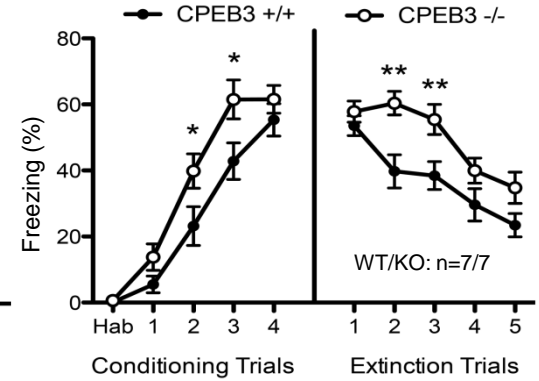 CPEB3 +/+
CPEB3 -/-
Freezing (%)
80
60
40
20
0
*
*
**
**
WT/KO: n=7/7
Hab 1 2 3 4
1 2 3 4 5
Conditioning Trials
Extinction Trials